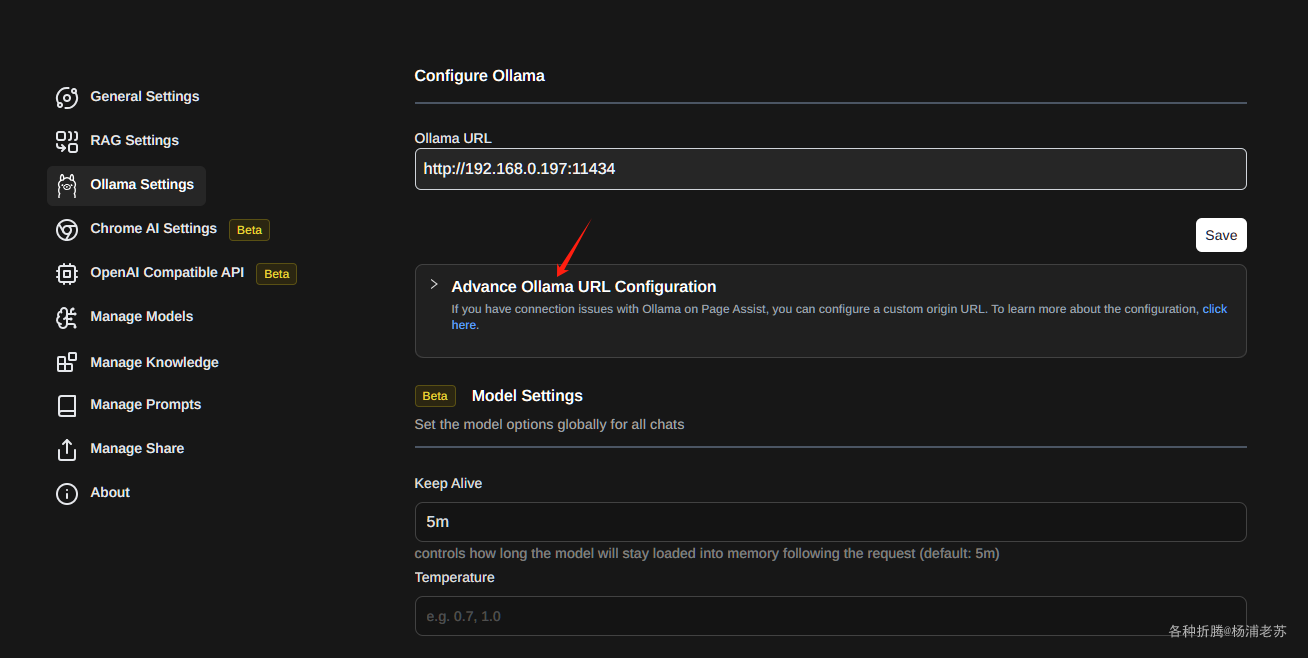 General Settings
RAG Settings
Ollama Settings
Chrome AI Settings Beta
OpenAI Compatible API Beta
Manage Models
Manage Knowledge
Manage Prompts
Manage Share
About
Configure Ollama
Ollama URL
http://192.168.0.197:11434
Save
Advance Ollama URL Configuration
If you have connection issues with Ollama on Page Assist, you can configure a custom origin URL. To learn more about the configuration, click
here.
Beta Model Settings
Set the model options globally for all chats
Keep Alive
5m
controls how long the model will stay loaded into memory following the request (default: 5m)
Temperature
e.g. 0.7, 1.0
各种折腾@杨浦老苏